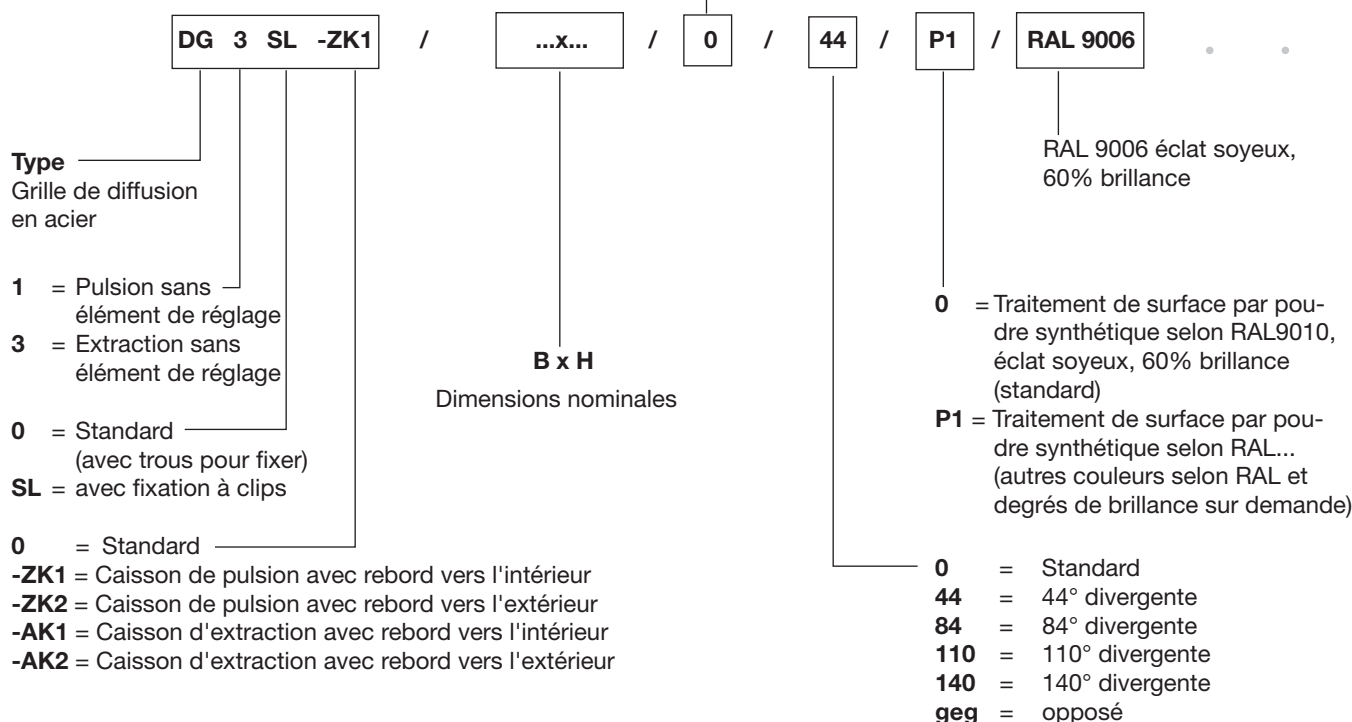 DG 3 SL -ZK1 / ...x... / 0 / 44 / P1 / RAL 9006
RAL 9006 éclat soyeux,
60% brillance
Type
Grille de diffusion
en acier
1 = Pulsion sans
élément de réglage
3 = Extraction sans
élément de réglage
B x H
Dimensions nominales
0 = Standard
(avec trous pour fixer)
SL = avec fixation à clips
0 = Standard
-ZK1 = Caisson de pulsion avec rebord vers l'intérieur
-ZK2 = Caisson de pulsion avec rebord vers l'extérieur
-AK1 = Caisson d'extraction avec rebord vers l'intérieur
-AK2 = Caisson d'extraction avec rebord vers l'extérieur
0 = Traitement de surface par pou-
dre synthétique selon RAL9010,
éclat soyeux, 60% brillance
(standard)
P1 = Traitement de surface par pou-
dre synthétique selon RAL...
(autres couleurs selon RAL et
degrés de brillance sur demande)
0 = Standard
44 = 44° divergente
84 = 84° divergente
110 = 110° divergente
140 = 140° divergente
geg = opposé